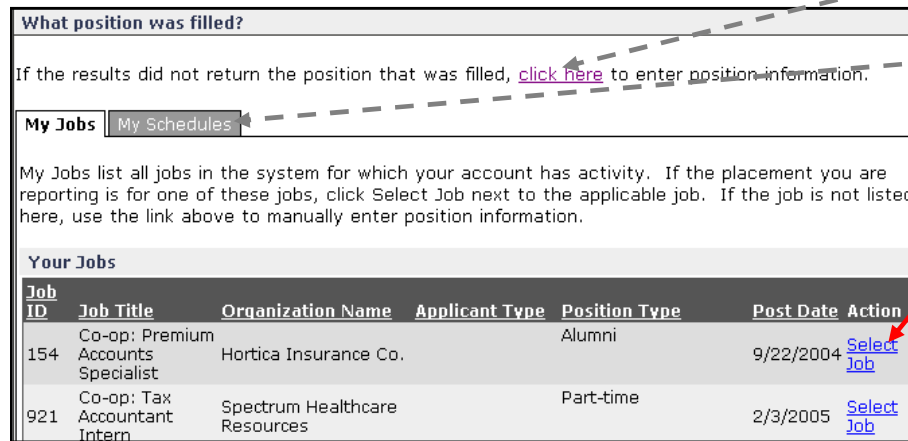 What position was filled?
If the results did not return the position that was filled, click here to enter position information.
My Jobs My Schedules
My Jobs list all jobs in the system for which your account has activity. If the placement you are
reporting is for one of these jobs, click Select Job next to the applicable job. If the job is not listed
here, use the link above to manually enter position information.
Your Jobs
Job ID Job Title Organization Name Applicant Type Position Type Post Date Action
154 Co-op: Premium Accounts Specialist Hortica Insurance Co. Alumni 9/22/2004 Select Job
921 Co-op: Tax Accountant Intern Spectrum Healthcare Resources Part-time 2/3/2005 Select Job